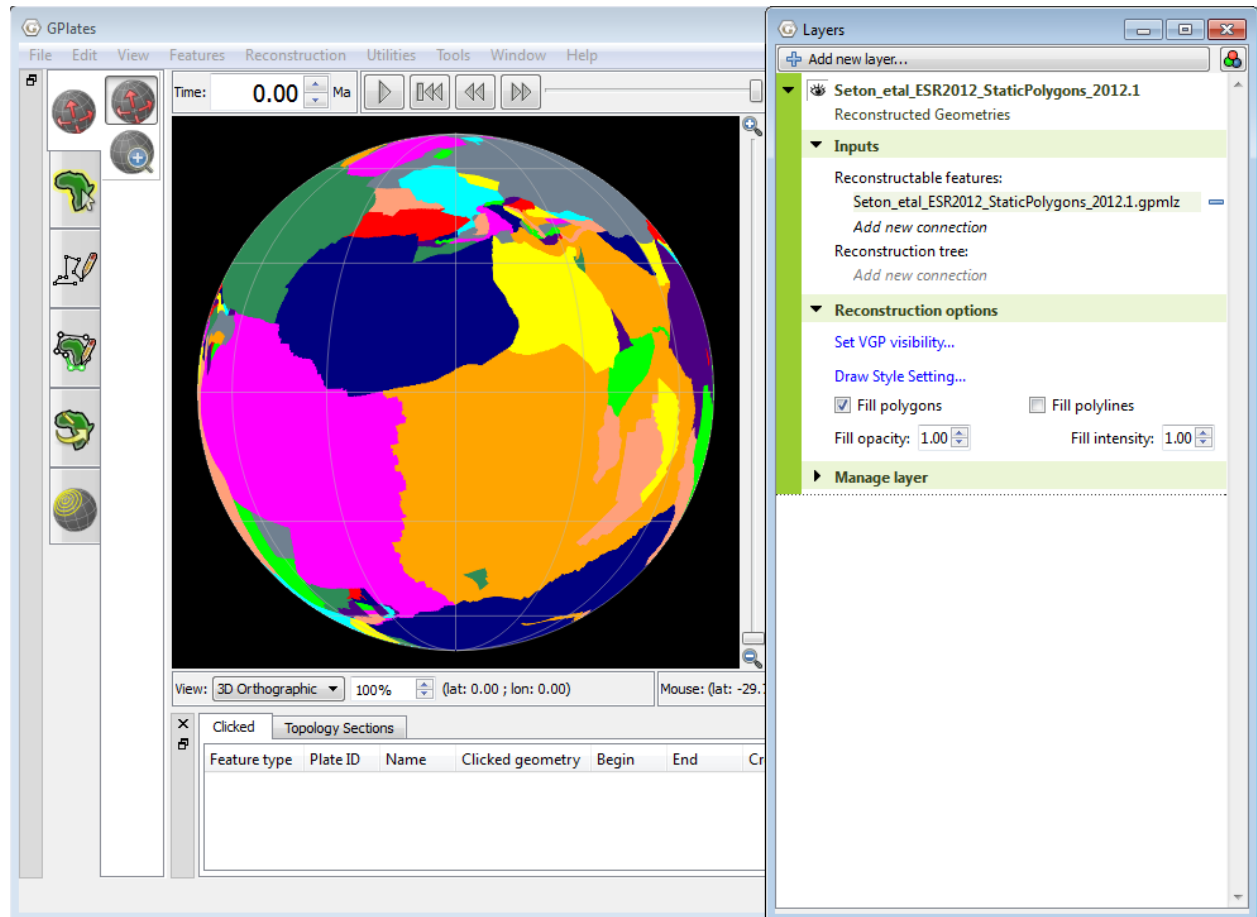 GPlates
File Edit View Features Reconstruction Utilities Tools Window Help
Time: 0.00 Ma
View: 3D Orthographic 100% (lat: 0.00 ; lon: 0.00) Mouse: (lat: -29.
Clicked Topology Sections
Feature type Plate ID Name Clicked geometry Begin End Cr
Layers
Add new layer...
Seton_etal_ESR2012_StaticPolygons_2012.1
Reconstructed Geometries
Inputs
Reconstructable features:
Seton_etal_ESR2012_StaticPolygons_2012.1.gpmlz
Add new connection
Reconstruction tree:
Add new connection
Reconstruction options
Set VGP visibility...
Draw Style Setting...
Fill polygons Fill polylines
Fill opacity: 1.00 Fill intensity: 1.00
Manage layer